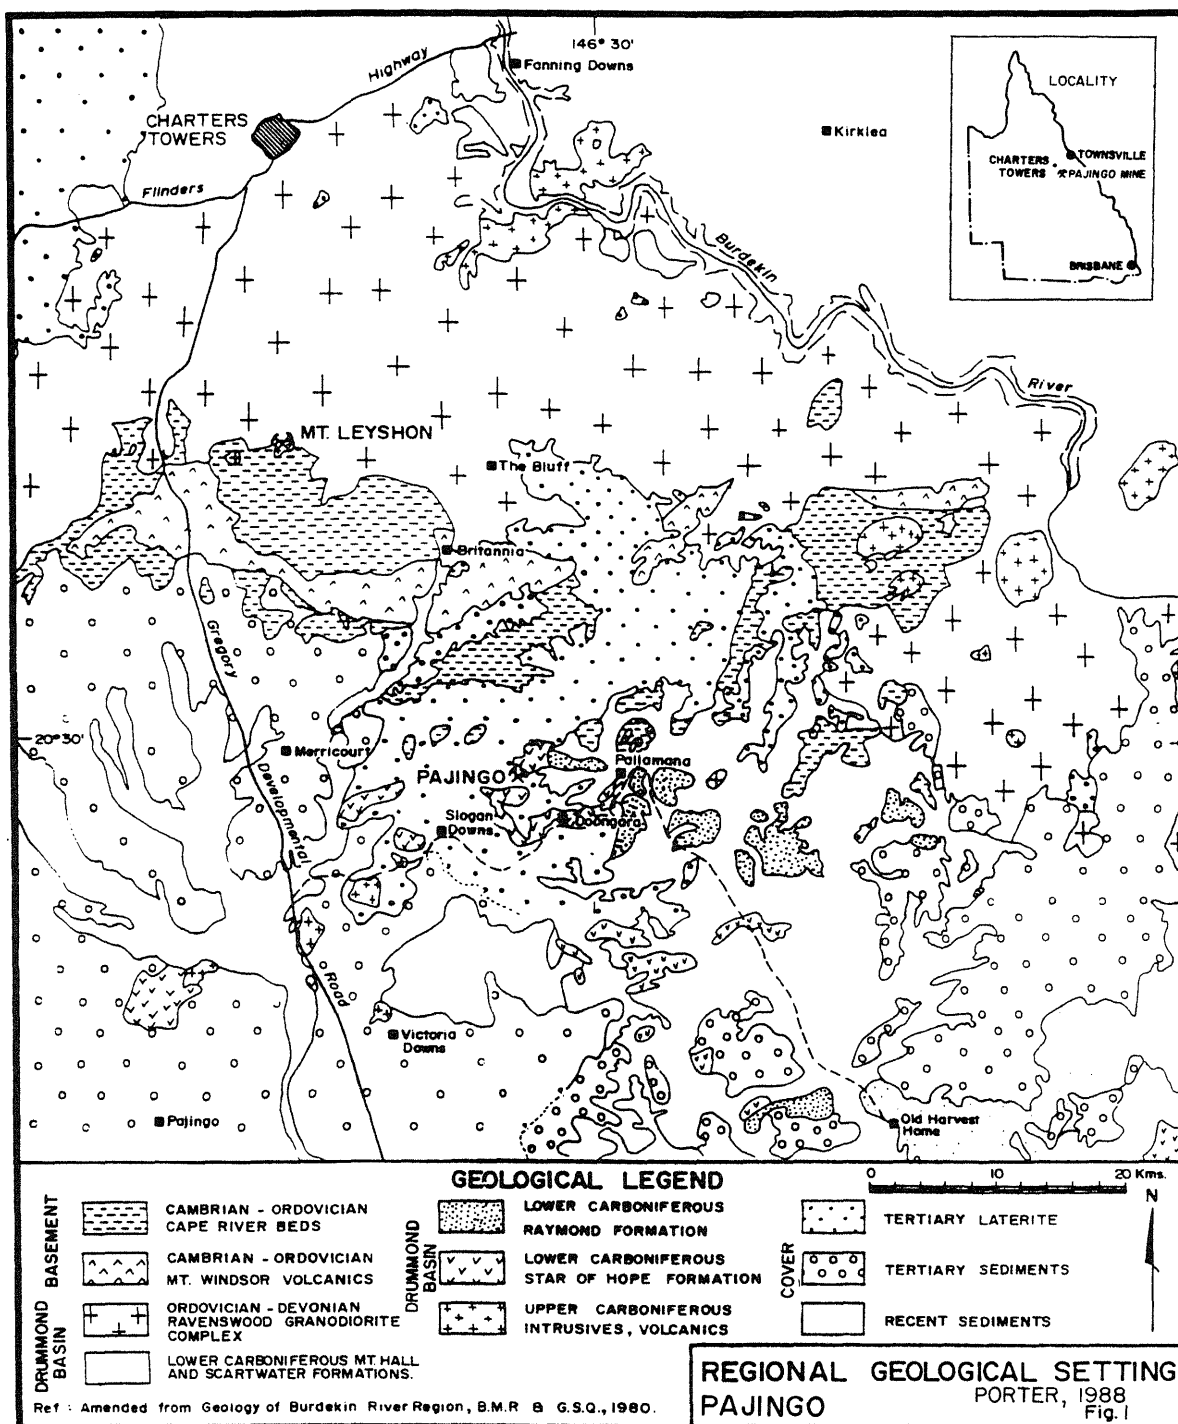 146° 30'
Highway
Fanning Downs
CHARTERS
TOWERS
Flinders
Kirklea
LOCALITY
TOWNSVILLE
CHARTERS
TOWERS
PAJINGO MINE
BRISBANE
Burdekin
River
MT. LEYSHON
The Bluff
Britannia
Gregory
20° 30'
Merricourt
PAJINGO
Pallamana
Developmental
Slogan
Downs
Doongara
Road
Victoria
Downs
Pajingo
Old Harvest
Home
GEOLOGICAL LEGEND
0 10 20 Kms.
N
BASEMENT
CAMBRIAN - ORDOVICIAN
CAPE RIVER BEDS
CAMBRIAN - ORDOVICIAN
MT. WINDSOR VOLCANICS
ORDOVICIAN - DEVONIAN
RAVENSWOOD GRANODIORITE
COMPLEX
DRUMMOND
BASIN
LOWER CARBONIFEROUS MT. HALL
AND SCARTWATER FORMATIONS.
DRUMMOND
BASIN
LOWER CARBONIFEROUS
RAYMOND FORMATION
LOWER CARBONIFEROUS
STAR OF HOPE FORMATION
UPPER CARBONIFEROUS
INTRUSIVES, VOLCANICS
COVER
TERTIARY LATERITE
TERTIARY SEDIMENTS
RECENT SEDIMENTS
Ref : Amended from Geology of Burdekin River Region, B.M.R & G.S.Q., 1980.
REGIONAL GEOLOGICAL SETTING
PAJINGO
PORTER, 1988
Fig. 1